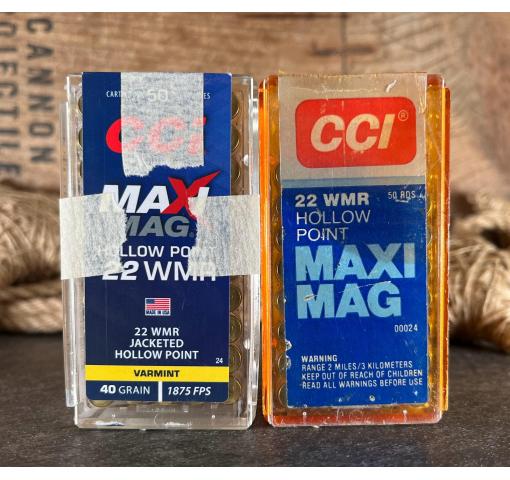 CANNON
PROJECTILE
50
CCI
MAXI
MAG
HOLLOW POINT
22 WMR
MADE IN USA
22 WMR
JACKETED
HOLLOW POINT
24
VARMINT
40 GRAIN 1875 FPS
CCI®
22 WMR 50 RDS
HOLLOW
POINT
MAXI
MAG
00024
WARNING
RANGE 2 MILES/3 KILOMETERS
KEEP OUT OF REACH OF CHILDREN
READ ALL WARNINGS BEFORE USE